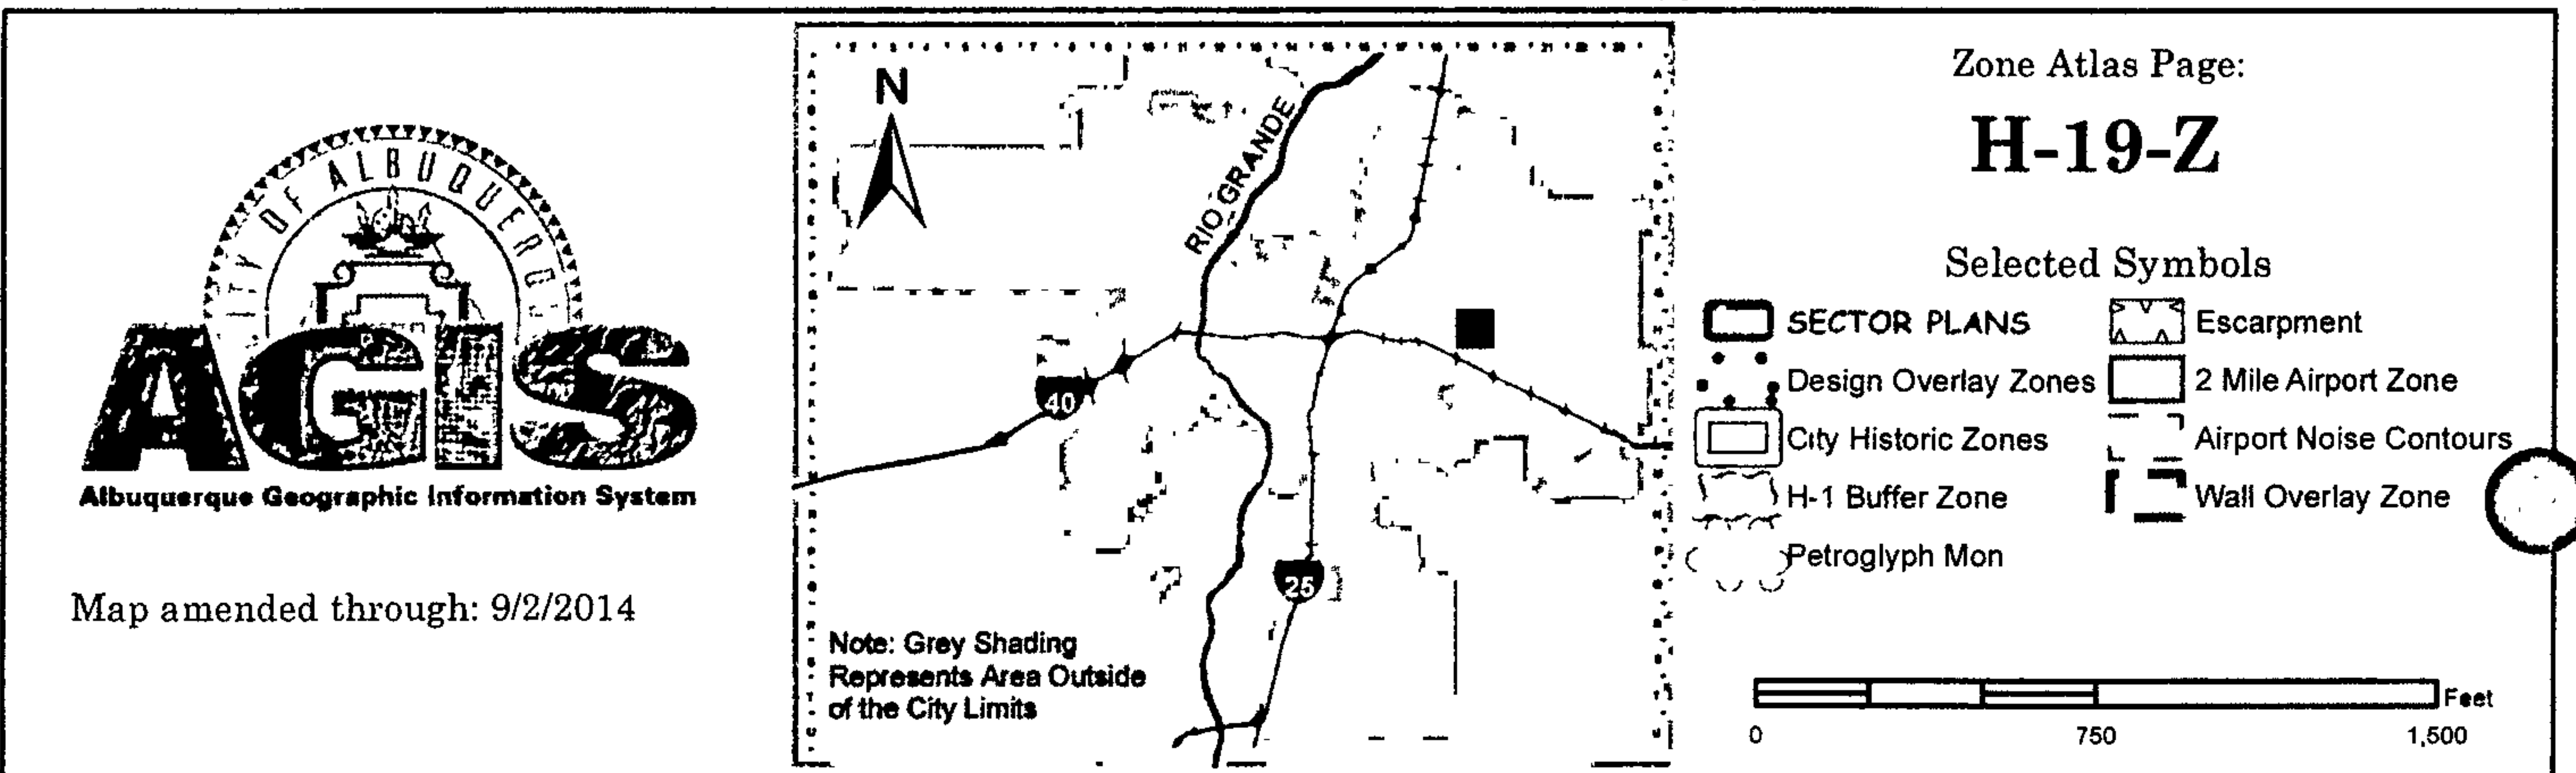 CITY OF ALBUQUERQUE
AGIS
Albuquerque Geographic Information System
Map amended through: 9/2/2014
N
RIO GRANDE
40
25
Note: Grey Shading
Represents Area Outside
of the City Limits
Zone Atlas Page:
H-19-Z
Selected Symbols
SECTOR PLANS
Escarpment
Design Overlay Zones
2 Mile Airport Zone
City Historic Zones
Airport Noise Contours
H-1 Buffer Zone
Wall Overlay Zone
Petroglyph Mon
Feet
0 750 1,500